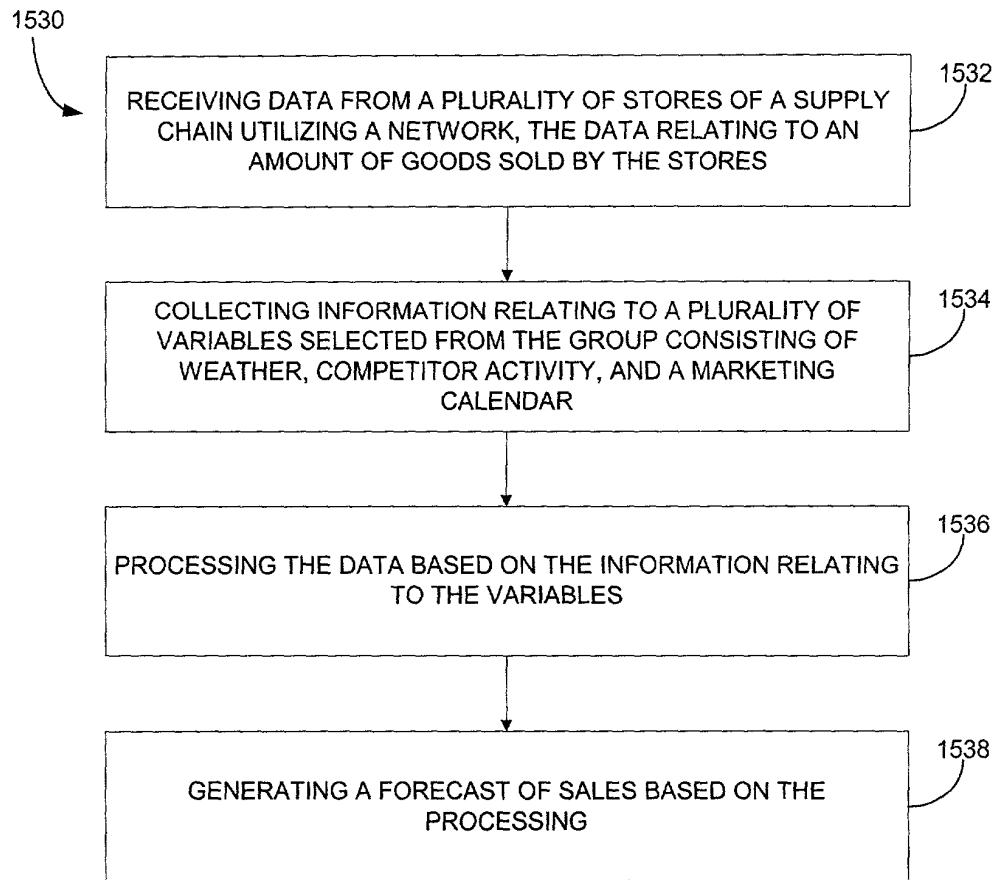 1530
1532
RECEIVING DATA FROM A PLURALITY OF STORES OF A SUPPLY
CHAIN UTILIZING A NETWORK, THE DATA RELATING TO AN
AMOUNT OF GOODS SOLD BY THE STORES
1534
COLLECTING INFORMATION RELATING TO A PLURALITY OF
VARIABLES SELECTED FROM THE GROUP CONSISTING OF
WEATHER, COMPETITOR ACTIVITY, AND A MARKETING
CALENDAR
1536
PROCESSING THE DATA BASED ON THE INFORMATION RELATING
TO THE VARIABLES
1538
GENERATING A FORECAST OF SALES BASED ON THE
PROCESSING